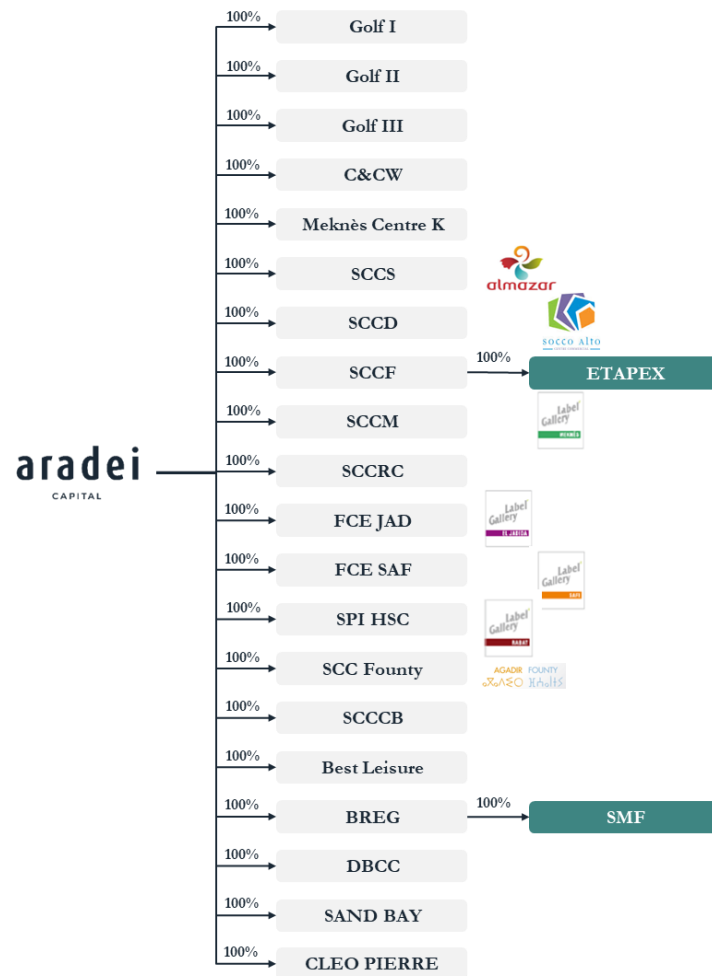 100%
Golf I
100%
Golf II
100%
Golf III
100%
C&CW
100%
Meknès Centre K
100%
SCCS
almazar
100%
SCCD
socco Alto
100%
SCCF
100%
ETAPEX
100%
SCCM
Label
Gallery
aradei
CAPITAL
100%
SCCRC
100%
FCE JAD
Label
Gallery
EL JADIDA
100%
FCE SAF
Label
Gallery
SAFI
100%
SPI HSC
Label
Gallery
RABAT
100%
SCC Founty
AGADIR FOUNTY
100%
SCCCB
100%
Best Leisure
100%
BREG
100%
SMF
100%
DBCC
100%
SAND BAY
100%
CLEO PIERRE